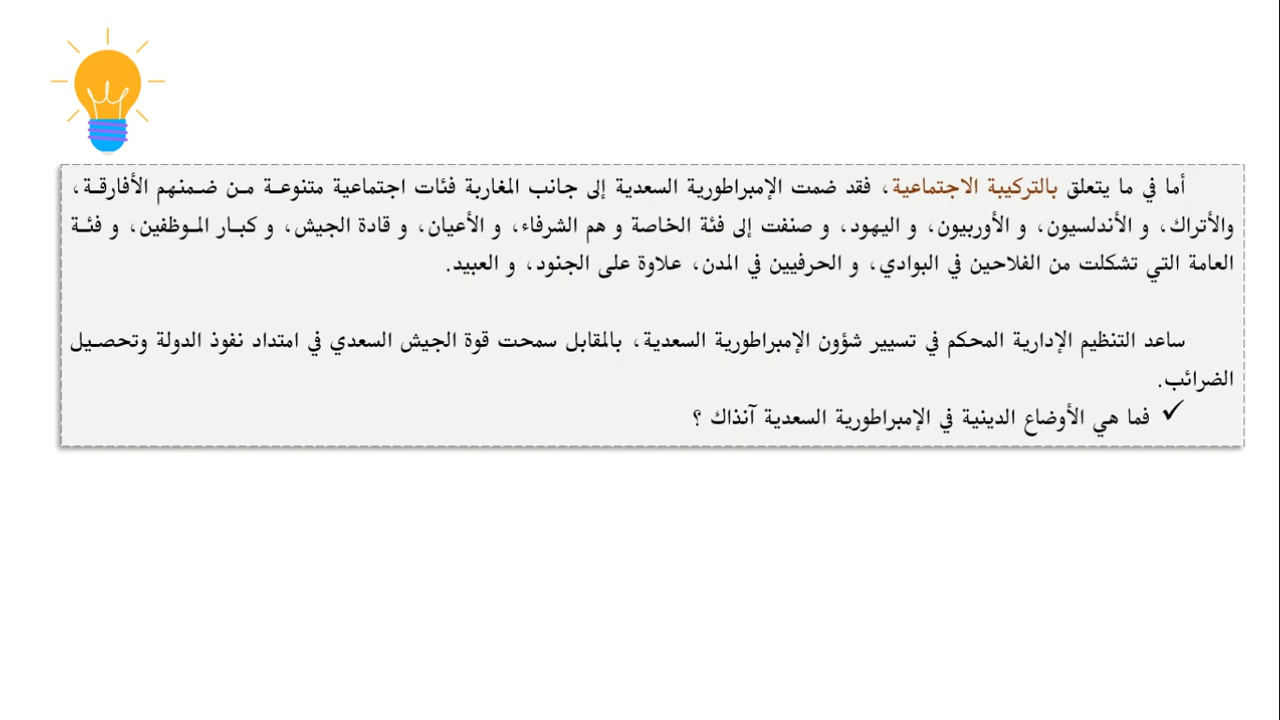 أما في ما يتعلق بالتركيبة الاجتماعية، فقد ضمت الإمبراطورية السعدية إلى جانب المغاربة فئات اجتماعية متنوعة من ضمنهم الأفارقة،
والأتراك، و الأندلسيون، و الأوربيون، و اليهود، و صنفت إلى فئة الخاصة و هم الشرفاء، و الأعيان، و قادة الجيش، و كبار الموظفين، و فئة
العامة التي تشكلت من الفلاحين في البوادي، و الحرفيين في المدن، علاوة على الجنود، و العبيد.
ساعد التنظيم الإدارية المحكم في تسيير شؤون الإمبراطورية السعدية، بالمقابل سمحت قوة الجيش السعدي في امتداد نفوذ الدولة وتحصيل
الضرائب.
✓ فما هي الأوضاع الدينية في الإمبراطورية السعدية آنذاك ؟